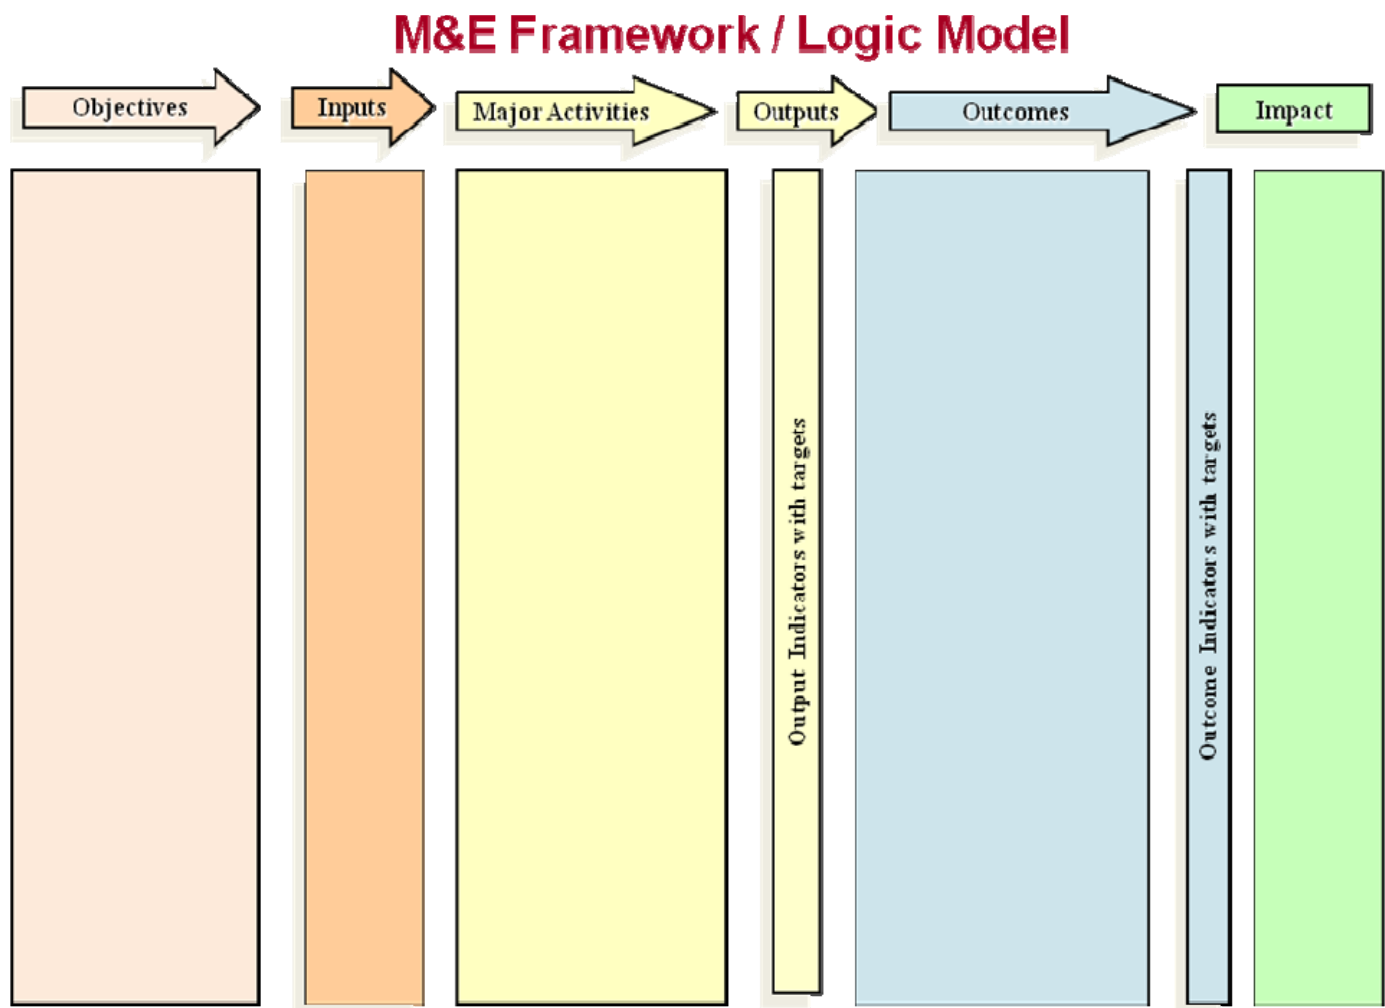 M&E Framework / Logic Model
Objectives
Inputs
Major Activities
Outputs
Outcomes
Impact
Output Indicators with targets
Outcome Indicators with targets